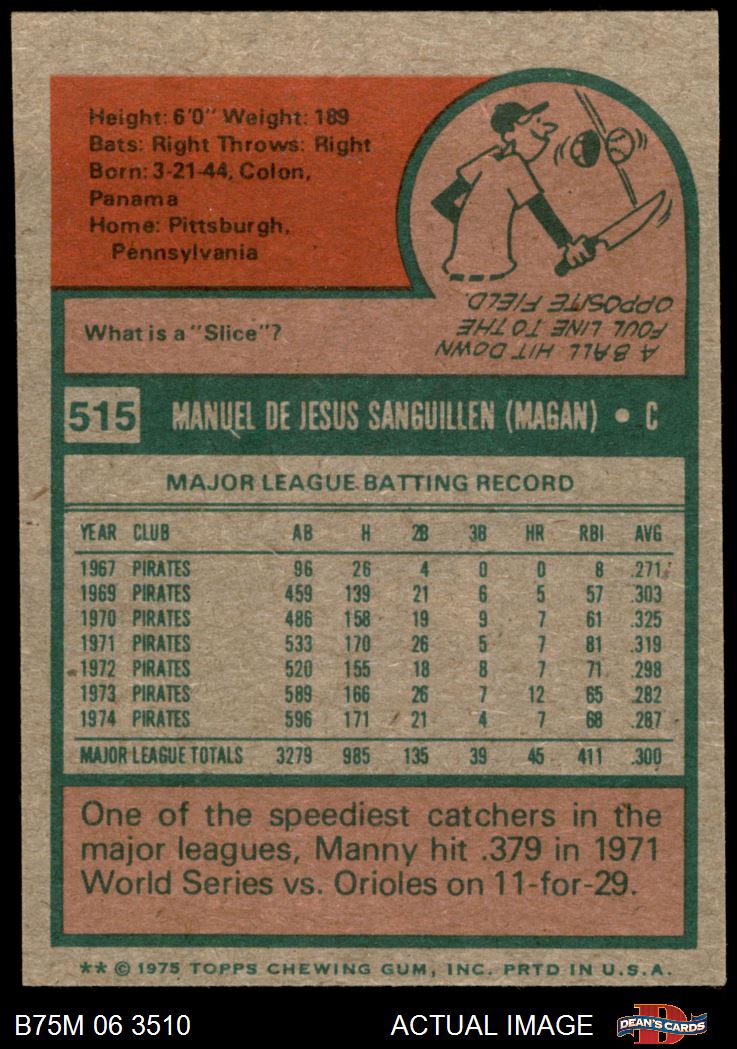 Height: 6'0" Weight: 189
Bats: Right Throws: Right
Born: 3-21-44, Colon,
Panama
Home: Pittsburgh,
Pennsylvania
What is a "Slice"?
A BALL HIT DOWN
FOUL LINE TO THE
OPPOSITE FIELD.
515 MANUEL DE JESUS SANGUILLEN (MAGAN) • C
MAJOR LEAGUE BATTING RECORD
YEAR CLUB AB H 2B 3B HR RBI AVG
1967 PIRATES 96 26 4 0 0 8 .271
1969 PIRATES 459 139 21 6 5 57 .303
1970 PIRATES 486 158 19 9 7 61 .325
1971 PIRATES 533 170 26 5 7 81 .319
1972 PIRATES 520 155 18 8 7 71 .298
1973 PIRATES 589 166 26 7 12 65 .282
1974 PIRATES 596 171 21 4 7 68 .287
MAJOR LEAGUE TOTALS 3279 985 135 39 45 411 .300
One of the speediest catchers in the
major leagues, Manny hit .379 in 1971
World Series vs. Orioles on 11-for-29.
** © 1975 TOPPS CHEWING GUM, INC. PRTD IN U.S.A.
B75M 06 3510 ACTUAL IMAGE D DEAN'S CARDS